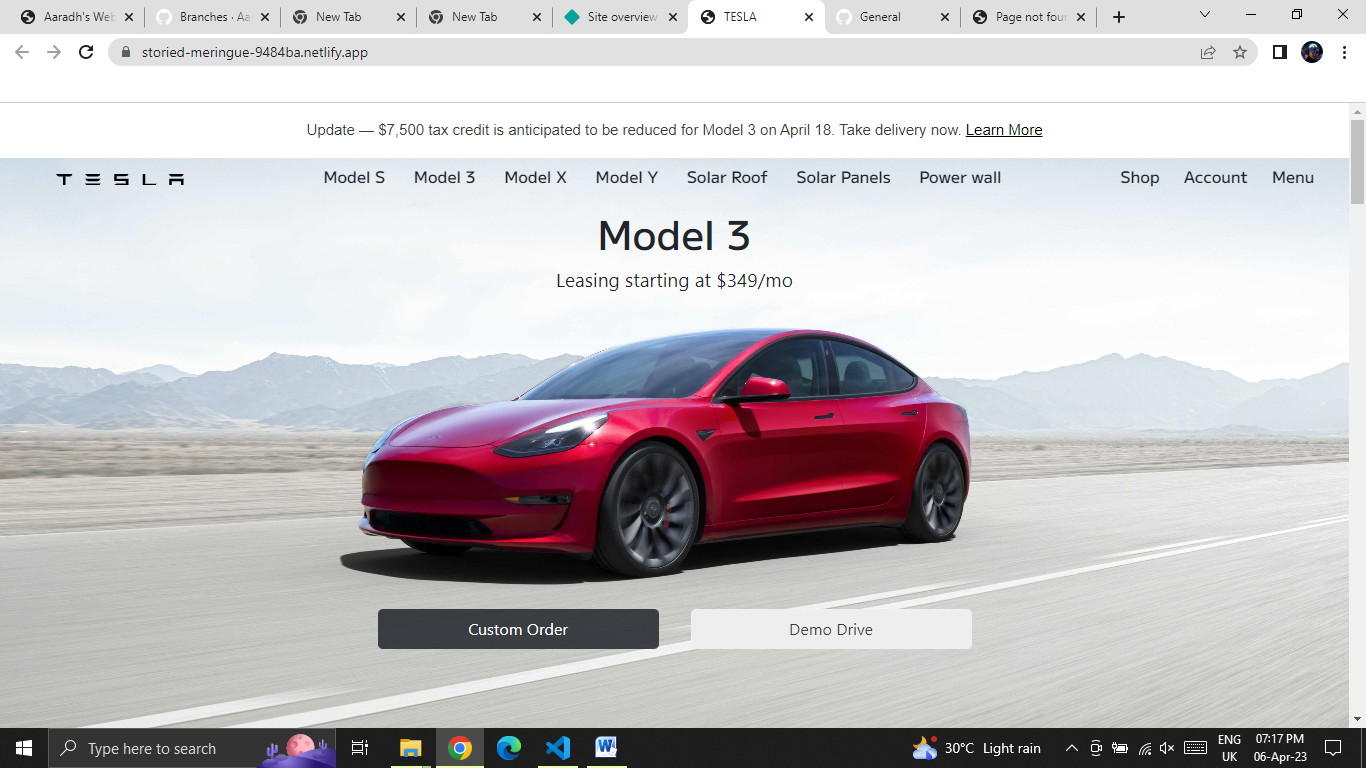 Aaradh's Web
Branches · Aa
New Tab
New Tab
Site overview
TESLA
General
Page not foun
storied-meringue-9484ba.netlify.app
Update — $7,500 tax credit is anticipated to be reduced for Model 3 on April 18. Take delivery now. Learn More
TESLA Model S Model 3 Model X Model Y Solar Roof Solar Panels Power wall Shop Account Menu
Model 3
Leasing starting at $349/mo
Custom Order Demo Drive
Type here to search
30°C Light rain
ENG
UK
07:17 PM
06-Apr-23